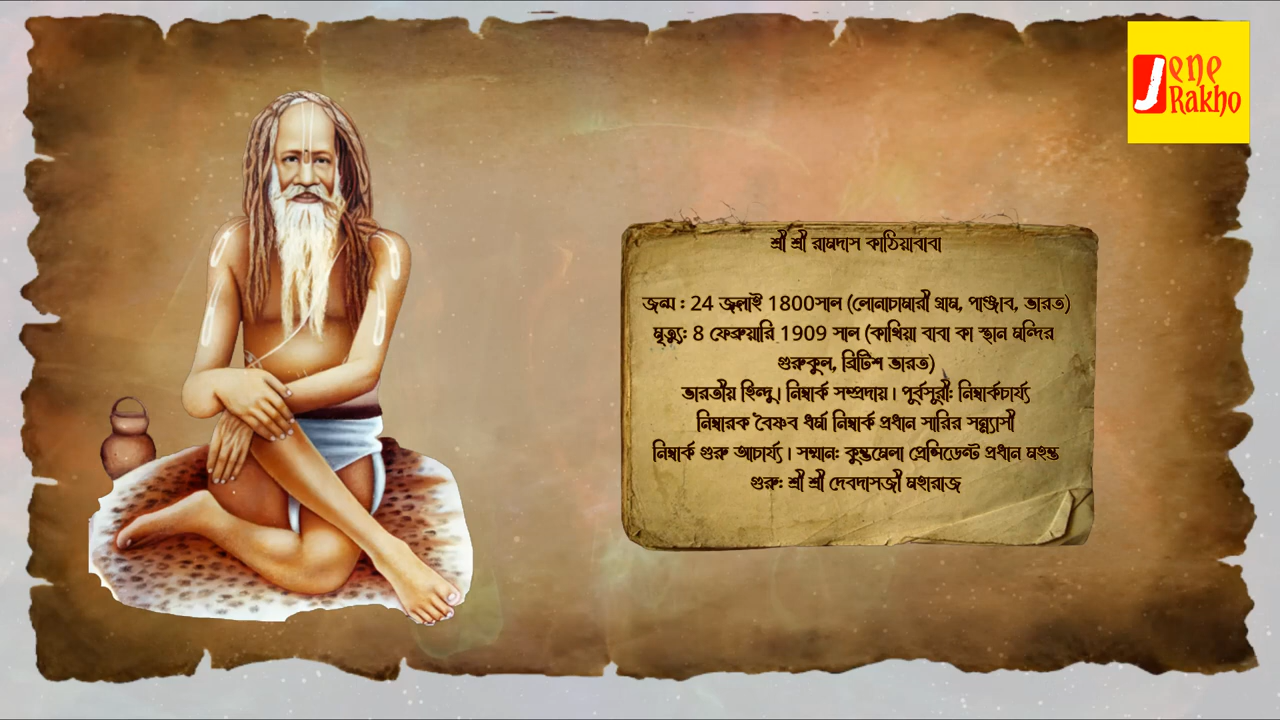 Jene
Rakho
শ্রী শ্রী রামদাস কাঠিয়াবাবা
জন্ম : 24 জুলাই 1800সাল (লোনাচামারী গ্রাম, পাঞ্জাব, ভারত)
মৃত্যু: 8 ফেব্রুয়ারি 1909 সাল (কাথিয়া বাবা কা স্থান মন্দির
গুরুকুল, ব্রিটিশ ভারত)
ভারতীয় হিন্দু। নিম্বার্ক সম্প্রদায়। পূর্বসূরী: নিম্বার্কচার্য্য
নিম্বারক বৈষ্ণব ধর্মা নিম্বার্ক প্রধান সারির সন্ন্যাসী
নিম্বার্ক গুরু আচার্য্য। সম্মান: কুম্ভমেলা প্রেসিডেন্ট প্রধান মহন্ত
গুরু: শ্রী শ্রী দেবদাসজী মহারাজ